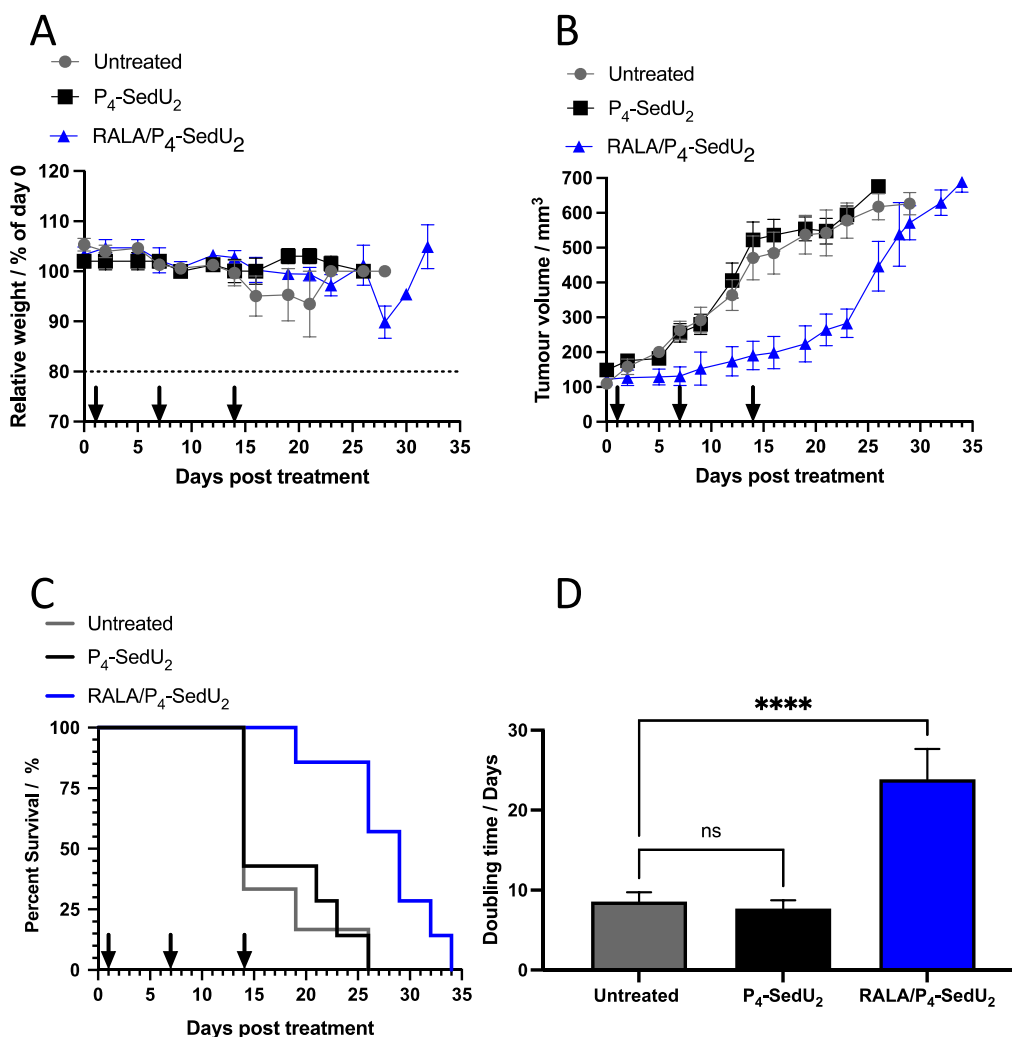 A
Untreated
P₄-SedU₂
RALA/P₄-SedU₂
Relative weight / % of day 0
120
110
100
90
80
70
0 5 10 15 20 25 30 35
Days post treatment
B
Untreated
P₄-SedU₂
RALA/P₄-SedU₂
Tumour volume / mm³
700
600
500
400
300
200
100
0
0 5 10 15 20 25 30 35
Days post treatment
C
Untreated
P₄-SedU₂
RALA/P₄-SedU₂
Percent Survival / %
100
75
50
25
0
0 5 10 15 20 25 30 35
Days post treatment
D
****
ns
Doubling time / Days
30
20
10
0
Untreated P₄-SedU₂ RALA/P₄-SedU₂